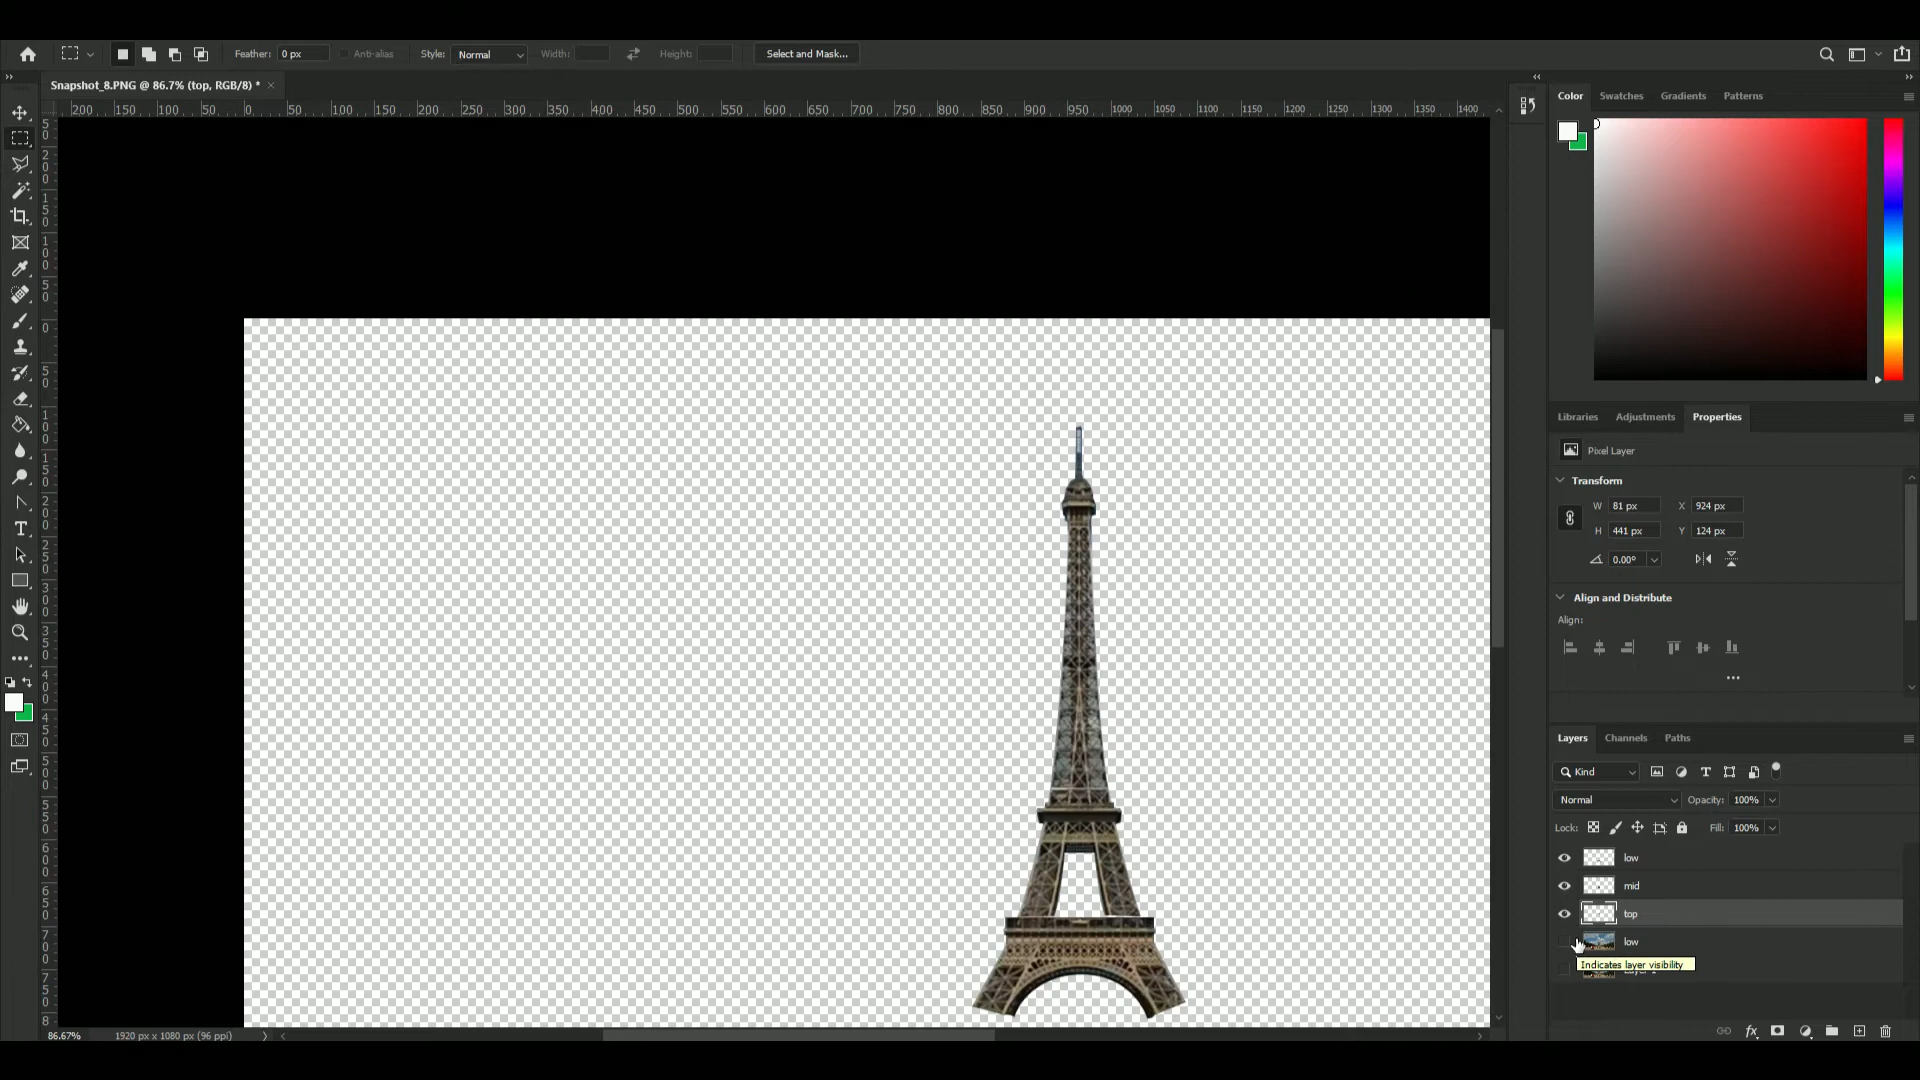 Feather: 0 px Anti-alias Style: Normal Width: Height: Select and Mask...
Snapshot_8.PNG @ 86.7% (top, RGB/8) * ×
200 150 100 50 0 50 100 150 200 250 300 350 400 450 500 550 600 650 700 750 800 850 900 950 1000 1050 1100 1150 1200 1250 1300 1350 1400
Color Swatches Gradients Patterns
Libraries Adjustments Properties
Pixel Layer
Transform
W 81 px X 924 px
H 441 px Y 124 px
0.00°
Align and Distribute
Align:
Layers Channels Paths
Kind
Normal Opacity: 100%
Lock: Fill: 100%
low
mid
top
low
Indicates layer visibility
86.67% 1920 px x 1080 px (96 ppi)